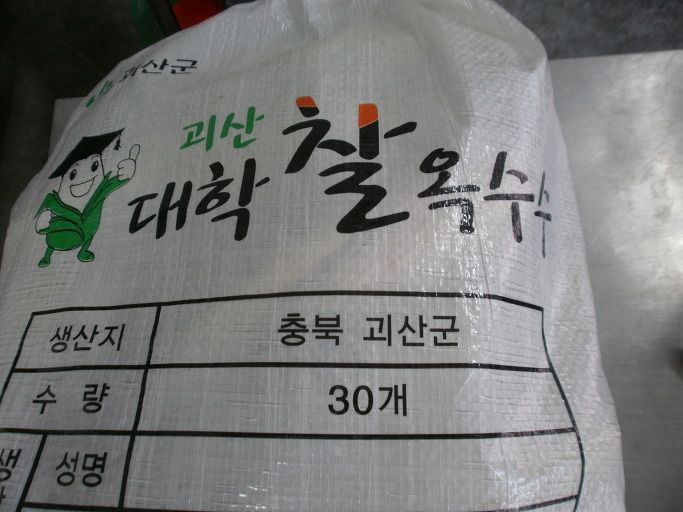 괴산군
괴산
대학찰옥수수
생산지 충북 괴산군
수 량 30개
성명